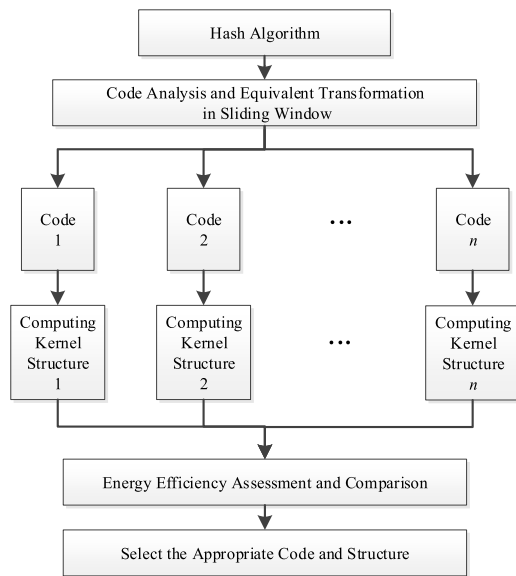 Hash Algorithm
Code Analysis and Equivalent Transformation
in Sliding Window
Code
1
Code
2
...
Code
n
Computing
Kernel
Structure
1
Computing
Kernel
Structure
2
...
Computing
Kernel
Structure
n
Energy Efficiency Assessment and Comparison
Select the Appropriate Code and Structure